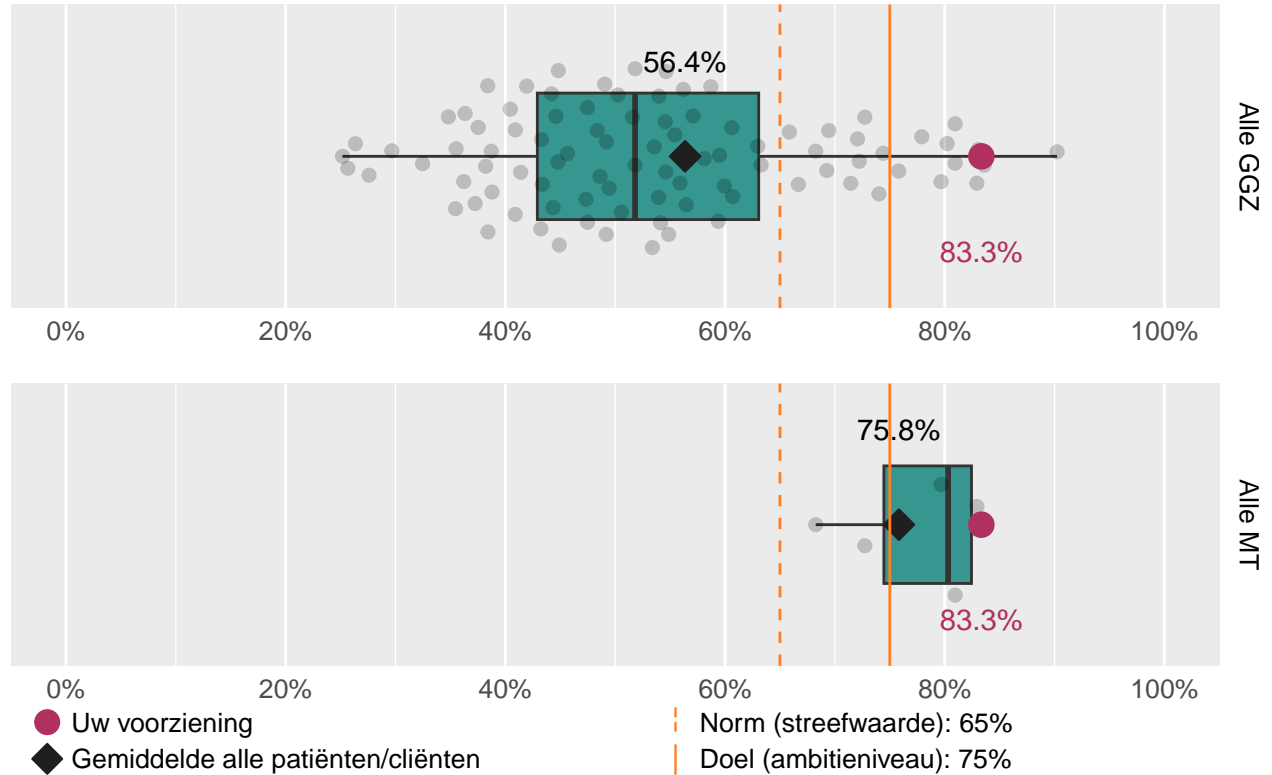 56.4%
83.3%
Alle GGZ
0% 20% 40% 60% 80% 100%
75.8%
83.3%
Alle MT
0% 20% 40% 60% 80% 100%
Uw voorziening
Gemiddelde alle patiënten/cliënten
Norm (streefwaarde): 65%
Doel (ambitieniveau): 75%